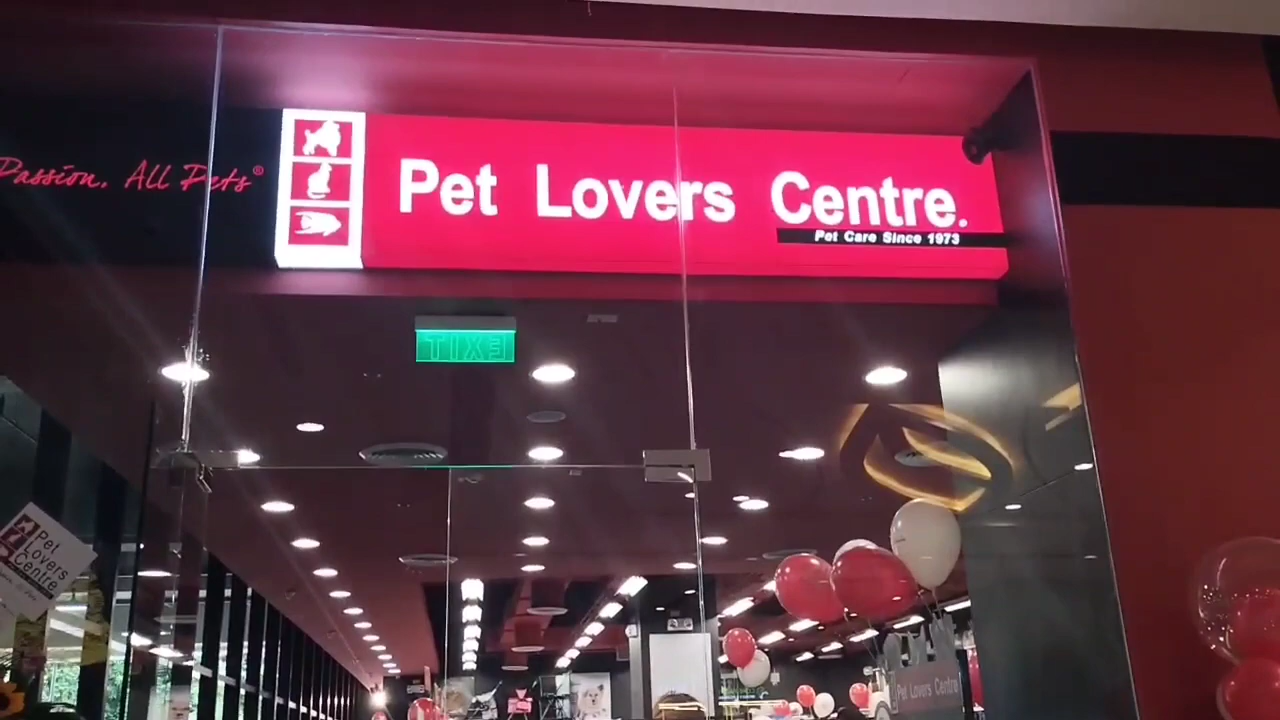 Passion. All Pets®
Pet Lovers Centre.
Pet Care Since 1973
EXIT
Pet
Lovers
Centre
Pet Lovers Centre